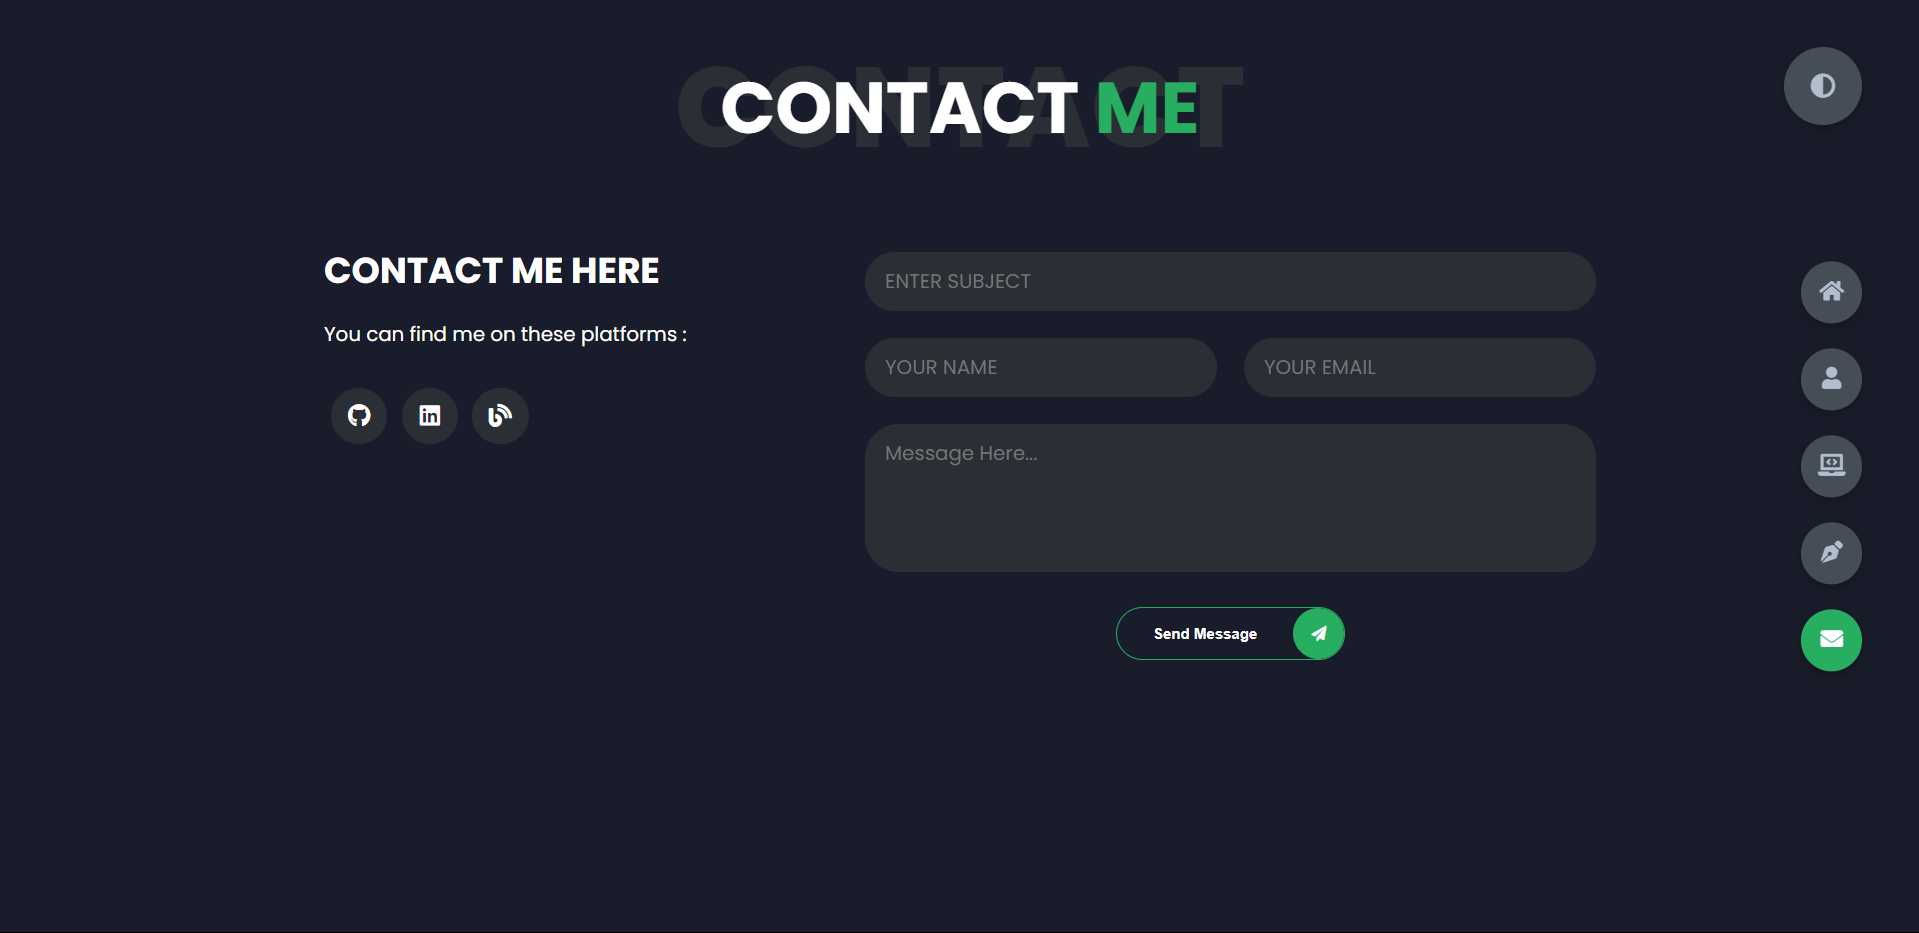 CONTACT
CONTACT ME
CONTACT ME HERE
You can find me on these platforms :
ENTER SUBJECT
YOUR NAME
YOUR EMAIL
Message Here...
Send Message